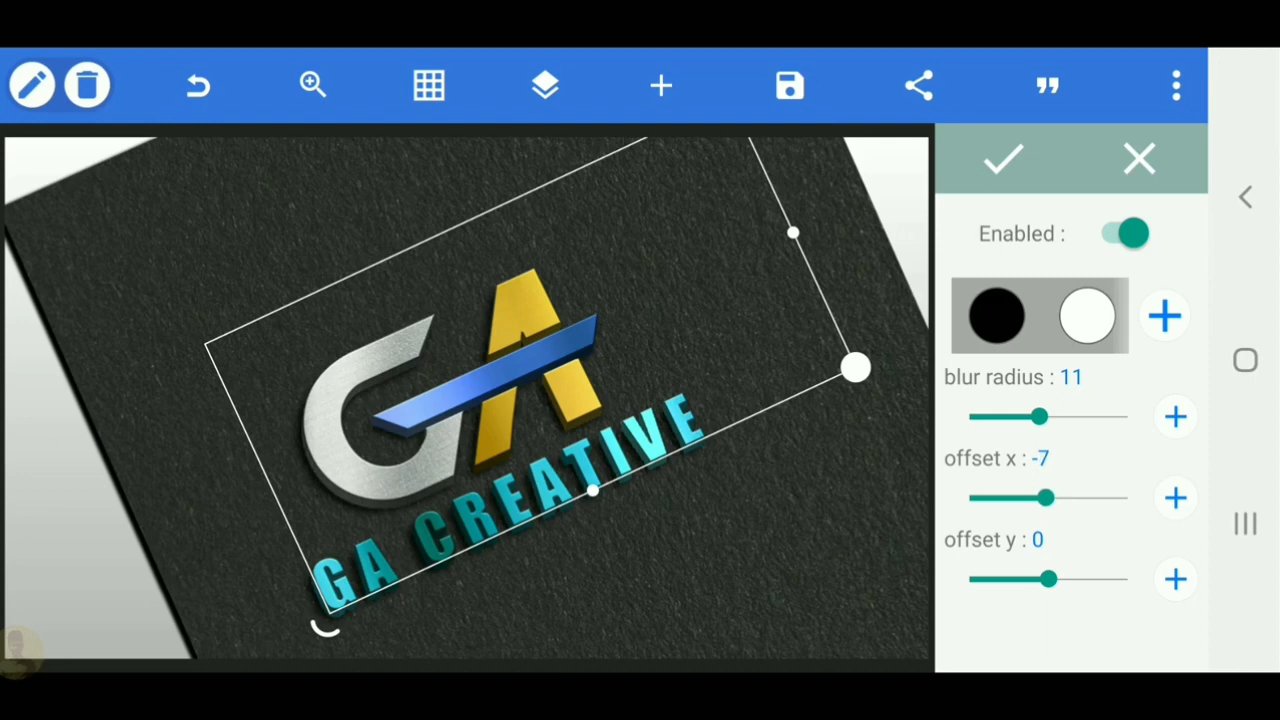 Enabled :
blur radius : 11
offset x : -7
offset y : 0
GA
GA CREATIVE